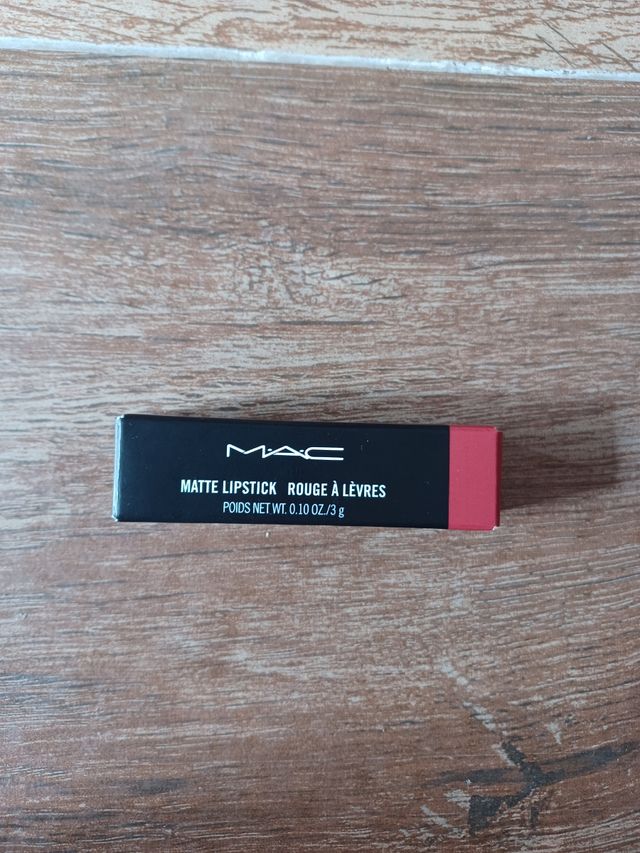 M·A·C
MATTE LIPSTICK ROUGE À LÈVRES
POIDS NET WT. 0.10 OZ./3 g